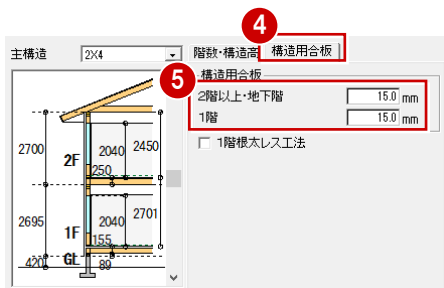 4
主構造 2X4 階数・構造高 構造用合板
5
構造用合板
2階以上・地下階 15.0 mm
1階 15.0 mm
1階根太レス工法
2700 2F 2040 2450
250
2695 1F 2040 2701
155
420 GL 89